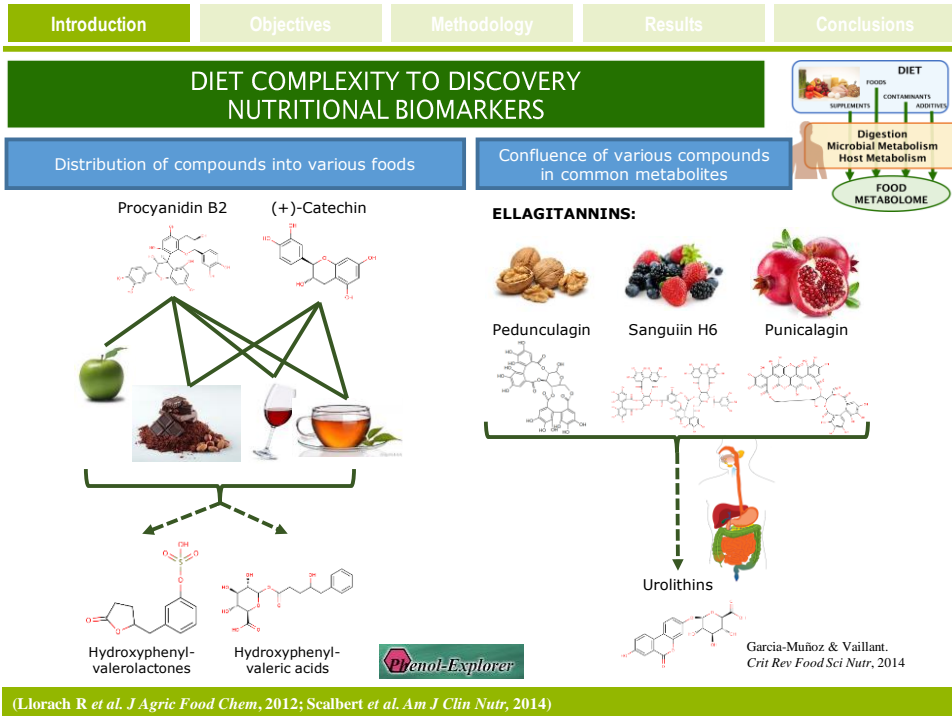 Introduction
Objectives
Methodology
Results
Conclusions
DIET COMPLEXITY TO DISCOVERY
NUTRITIONAL BIOMARKERS
DIET
FOODS
CONTAMINANTS
SUPPLEMENTS
ADDITIVES
Digestion
Microbial Metabolism
Host Metabolism
FOOD
METABOLOME
Distribution of compounds into various foods
Confluence of various compounds
in common metabolites
Procyanidin B2
(+)-Catechin
ELLAGITANNINS:
Pedunculagin
Sanguiin H6
Punicalagin
Urolithins
Hydroxyphenyl-
valerolactones
Hydroxyphenyl-
valeric acids
Phenol-Explorer
Garcia-Muñoz & Vaillant.
Crit Rev Food Sci Nutr, 2014
(Llorach R et al. J Agric Food Chem, 2012; Scalbert et al. Am J Clin Nutr, 2014)